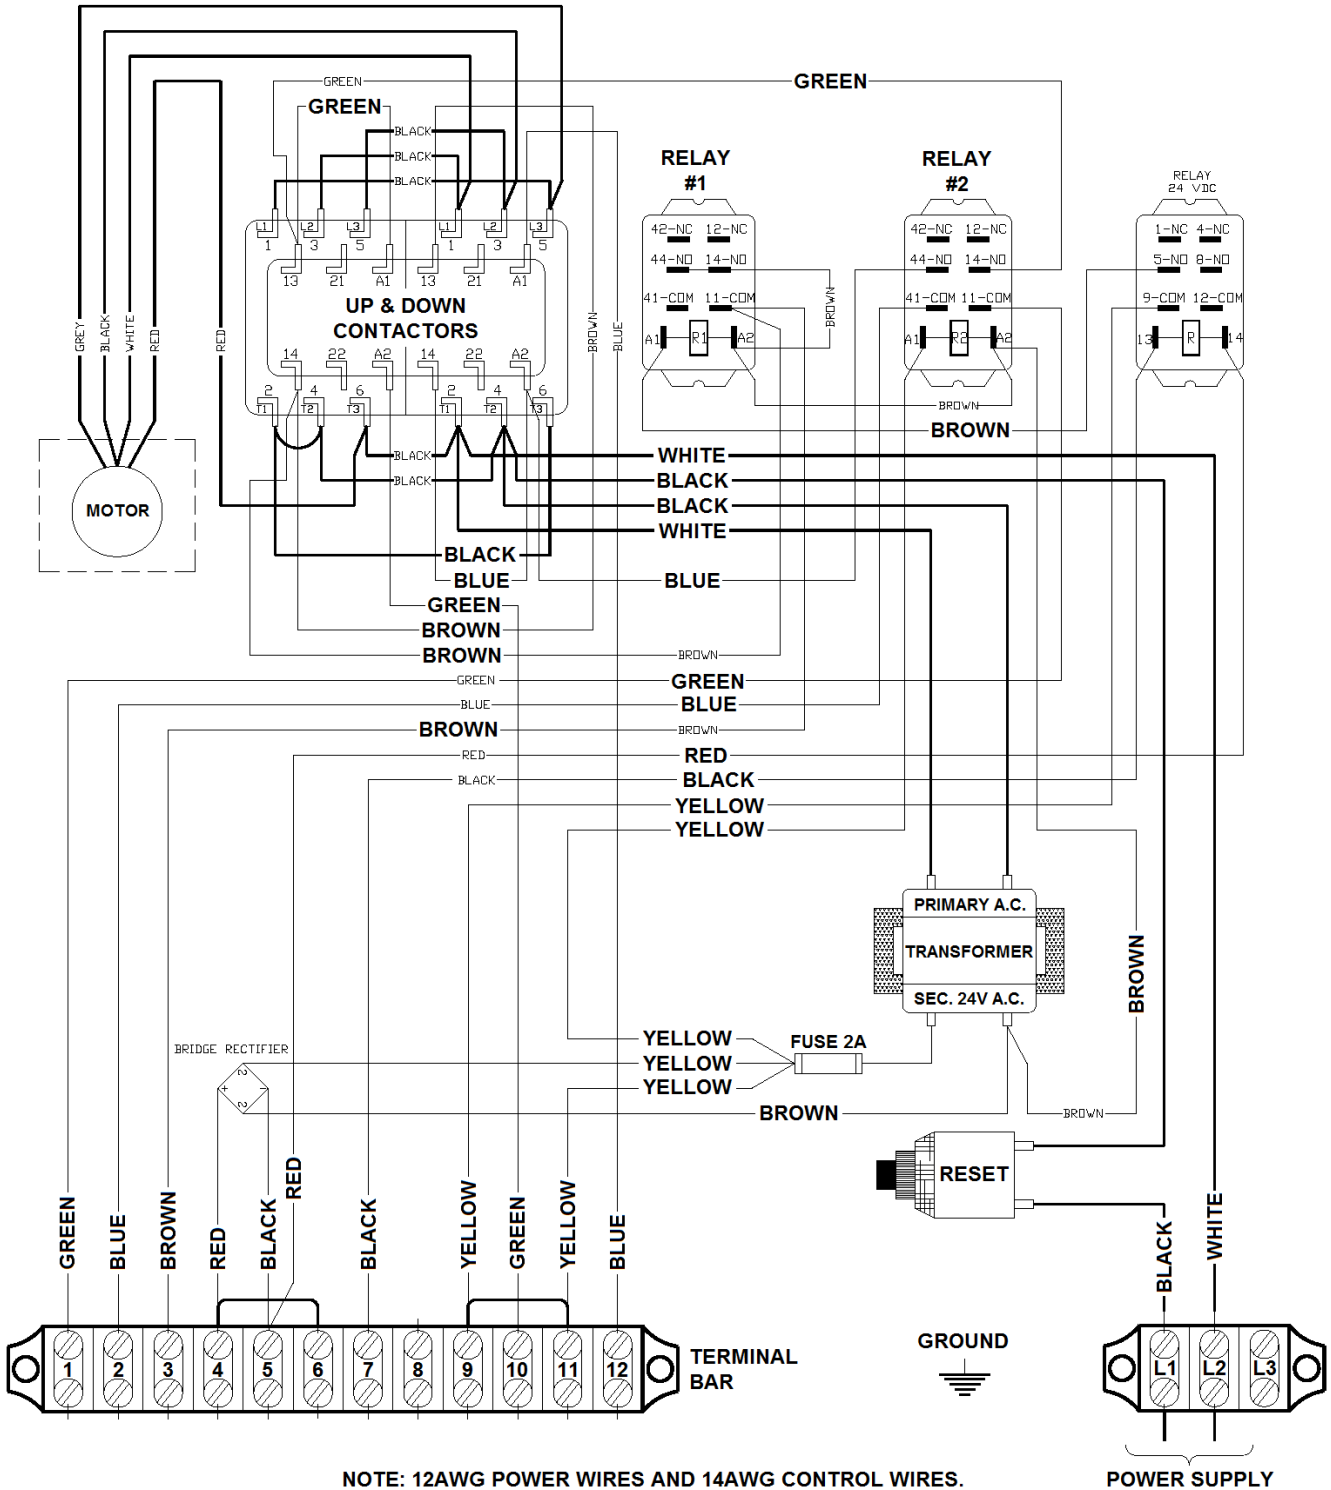 GREEN
GREEN
GREEN
BLACK
BLACK
BLACK
RELAY
#1
RELAY
#2
RELAY
24 VDC
L1 L2 L3 L1 L2 L3
1 3 5 1 3 5
13 21 A1 13 21 A1
UP & DOWN
CONTACTORS
14 22 A2 14 22 A2
2 4 6 2 4 6
T1 T2 T3 T1 T2 T3
42-NC 12-NC
44-NO 14-NO
41-COM 11-COM
A1 R1 A2
42-NC 12-NC
44-NO 14-NO
41-COM 11-COM
A1 R2 A2
1-NC 4-NC
5-NO 8-NO
9-COM 12-COM
13 R 14
GREY
BLACK
WHITE
RED
RED
BROWN
BLUE
BROWN
BROWN
BROWN
MOTOR
BLACK
WHITE
BLACK
BLACK
BLACK
WHITE
BLACK
BLUE
BLUE
GREEN
BROWN
BROWN
BROWN
GREEN
GREEN
BLUE
BLUE
BROWN
BROWN
RED
RED
BLACK
BLACK
YELLOW
YELLOW
PRIMARY A.C.
TRANSFORMER
SEC. 24V A.C.
BROWN
BRIDGE RECTIFIER
2
+ -
2
YELLOW
YELLOW
YELLOW
FUSE 2A
BROWN
BROWN
RESET
GREEN
BLUE
BROWN
RED
BLACK
RED
BLACK
YELLOW
GREEN
YELLOW
BLUE
BLACK
WHITE
1 2 3 4 5 6 7 8 9 10 11 12
TERMINAL
BAR
GROUND
L1 L2 L3
NOTE: 12AWG POWER WIRES AND 14AWG CONTROL WIRES.
POWER SUPPLY